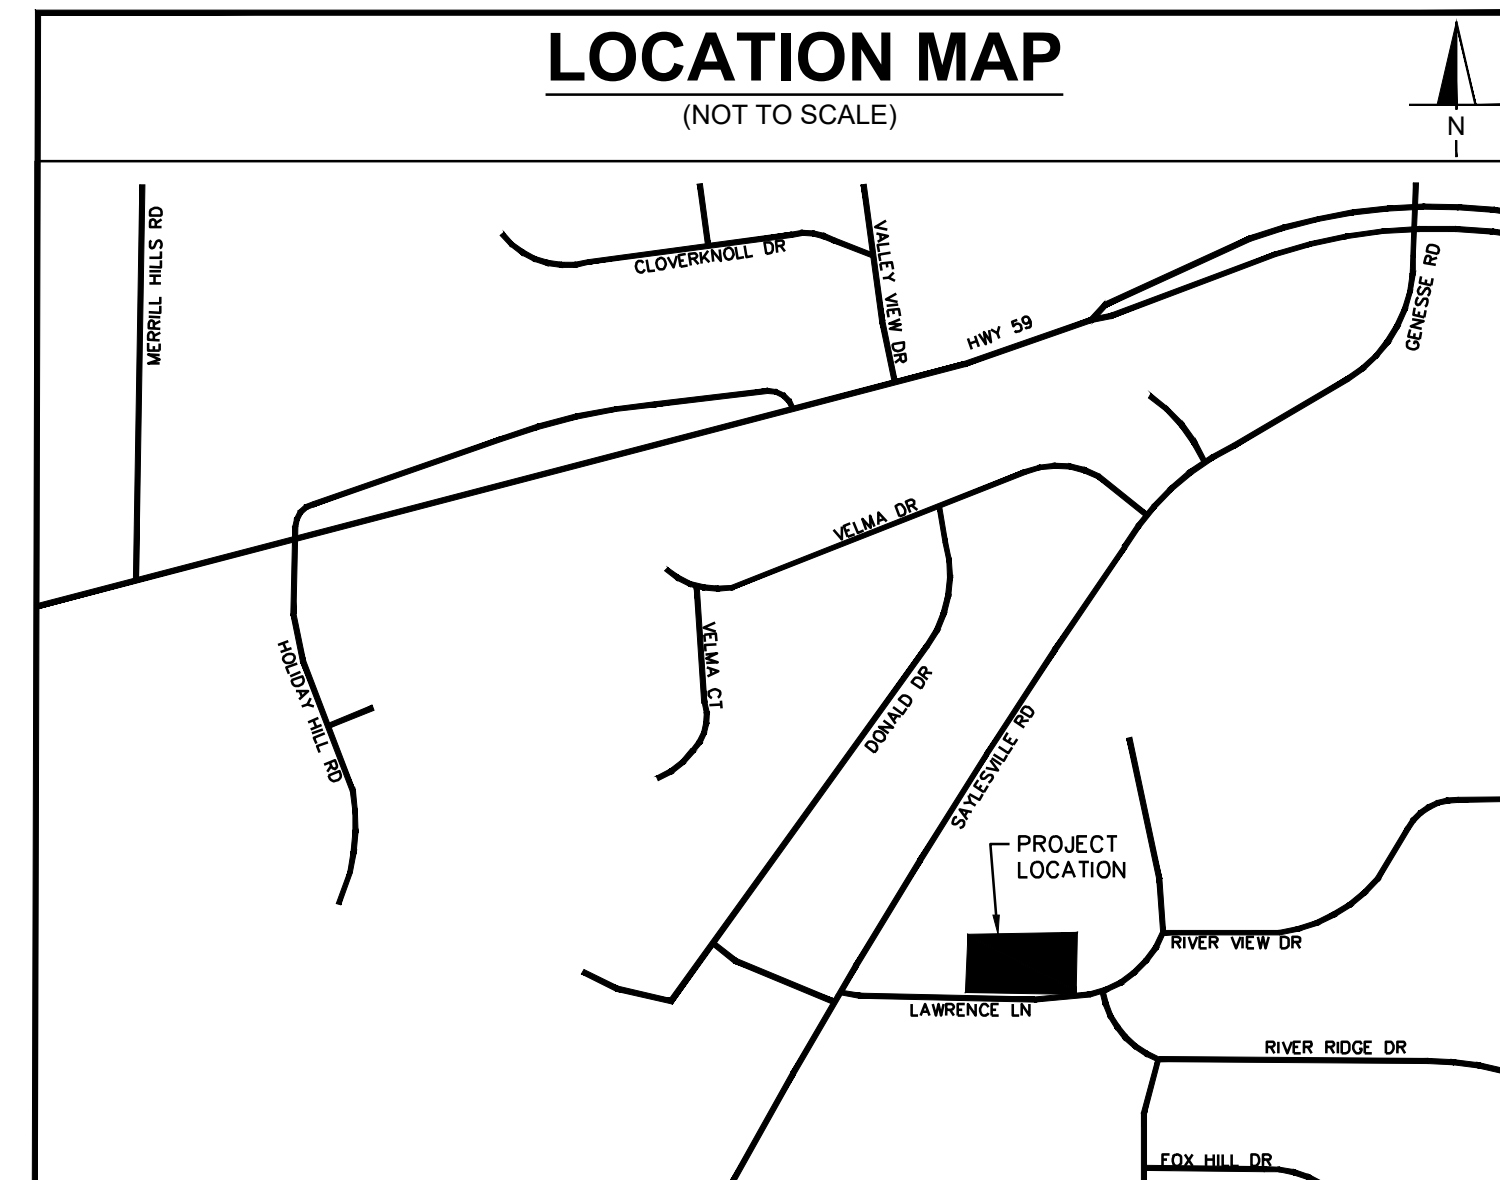 LOCATION MAP
(NOT TO SCALE)
N
MERRILL HILLS RD
CLOVERKNOLL DR
VALLEY VIEW DR
HWY 59
GENESSE RD
VELMA DR
HOLIDAY HILL RD
VELMA CT
DONALD DR
SAYLESVILLE RD
PROJECT
LOCATION
RIVER VIEW DR
LAWRENCE LN
RIVER RIDGE DR
FOX HILL DR